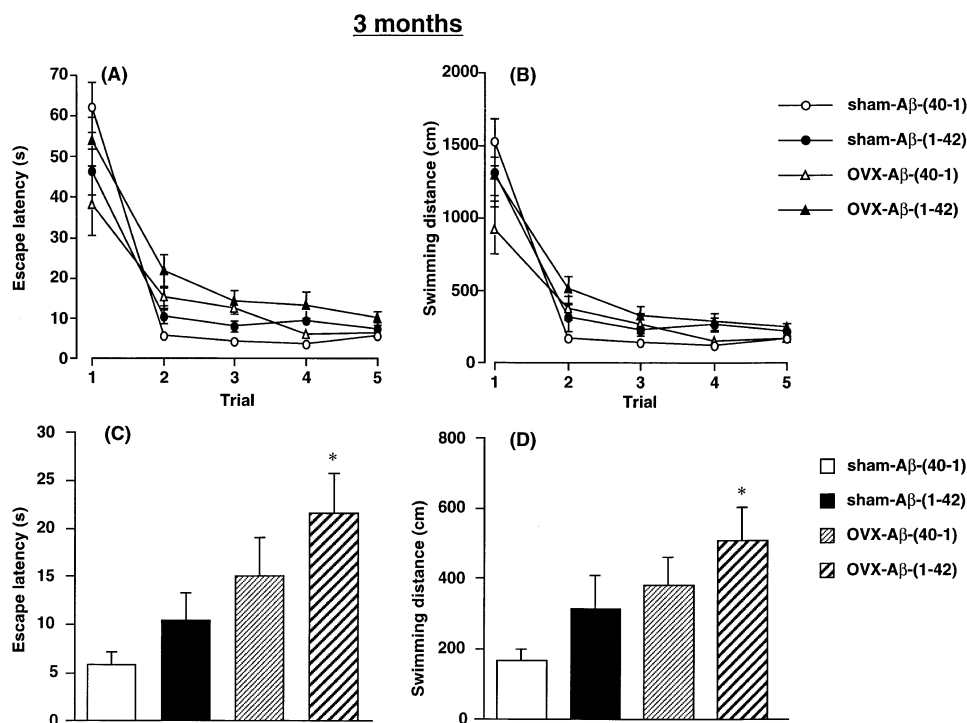 3 months
(A)
Escape latency (s)
70
60
50
40
30
20
10
0
1 2 3 4 5
Trial
(B)
Swimming distance (cm)
2000
1500
1000
500
0
1 2 3 4 5
Trial
sham-Aβ-(40-1)
sham-Aβ-(1-42)
OVX-Aβ-(40-1)
OVX-Aβ-(1-42)
(C)
Escape latency (s)
30
25
20
15
10
5
0
*
(D)
Swimming distance (cm)
800
600
400
200
0
*
sham-Aβ-(40-1)
sham-Aβ-(1-42)
OVX-Aβ-(40-1)
OVX-Aβ-(1-42)